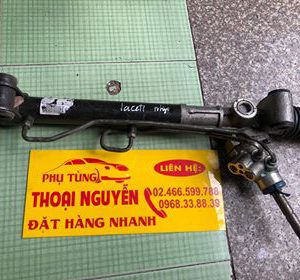 lacetti
LIÊN HỆ:
PHỤ TÙNG
02.466.599.788
THOẠI NGUYỄN
0968.33.88.39
ĐẶT HÀNG NHANH